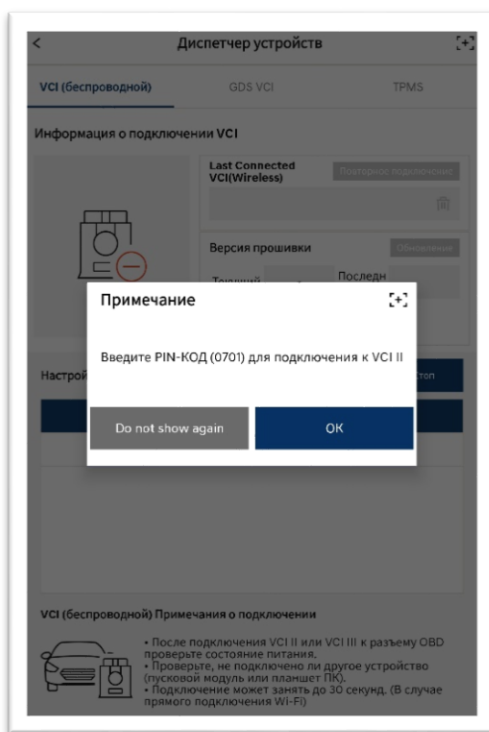 Диспетчер устройств
VCI (беспроводной) GDS VCI TPMS
Информация о подключении VCI
Last Connected
VCI(Wireless)
Повторное подключение
Версия прошивки
Обновление
Текущий
Последн
Примечание
Введите PIN-КОД (0701) для подключения к VCI II
Do not show again
OK
Настрой
топ
VCI (беспроводной) Примечания о подключении
• После подключения VCI II или VCI III к разъему OBD
проверьте состояние питания.
• Проверьте, не подключено ли другое устройство
(пусковой модуль или планшет ПК).
• Подключение может занять до 30 секунд. (В случае
прямого подключения Wi-Fi)